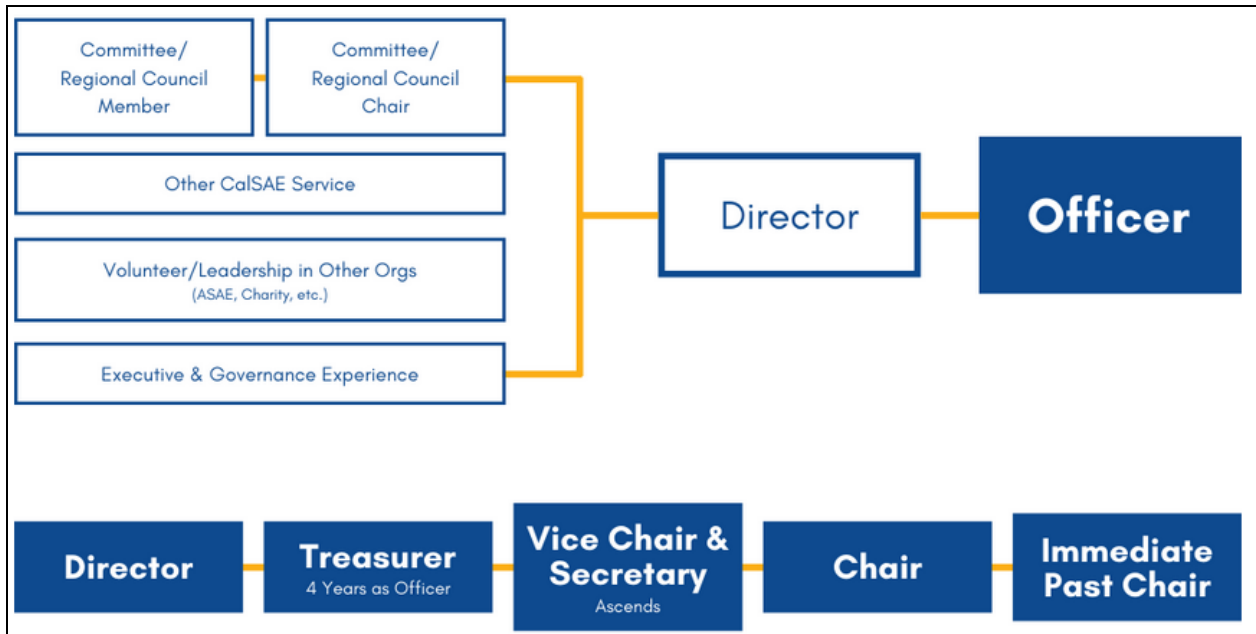 Committee/
Regional Council
Member
Committee/
Regional Council
Chair
Other CalSAE Service
Volunteer/Leadership in Other Orgs
(ASAE, Charity, etc.)
Executive & Governance Experience
Director
Officer
Director
Treasurer
4 Years as Officer
Vice Chair &
Secretary
Ascends
Chair
Immediate
Past Chair